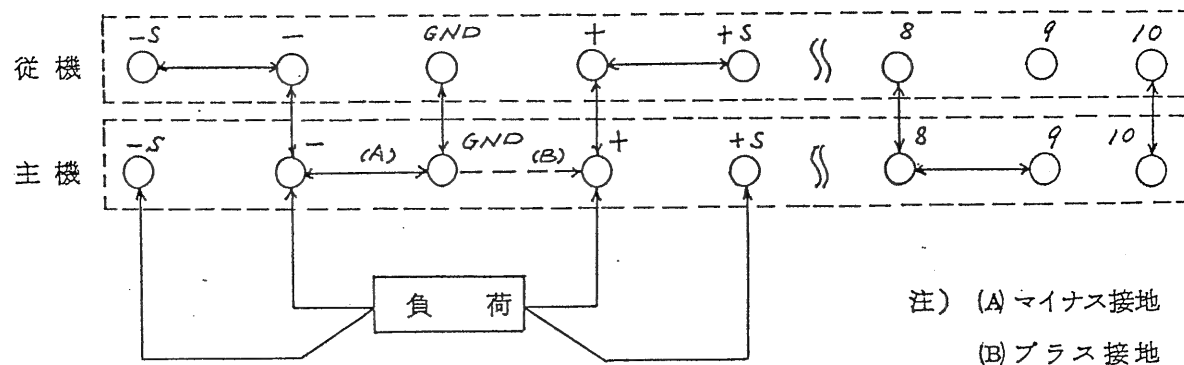 -S - GND + +S 8 9 10
従機
-S - (A) GND (B) + +S 8 9 10
主機
負荷
注) (A) マイナス接地
(B) プラス接地